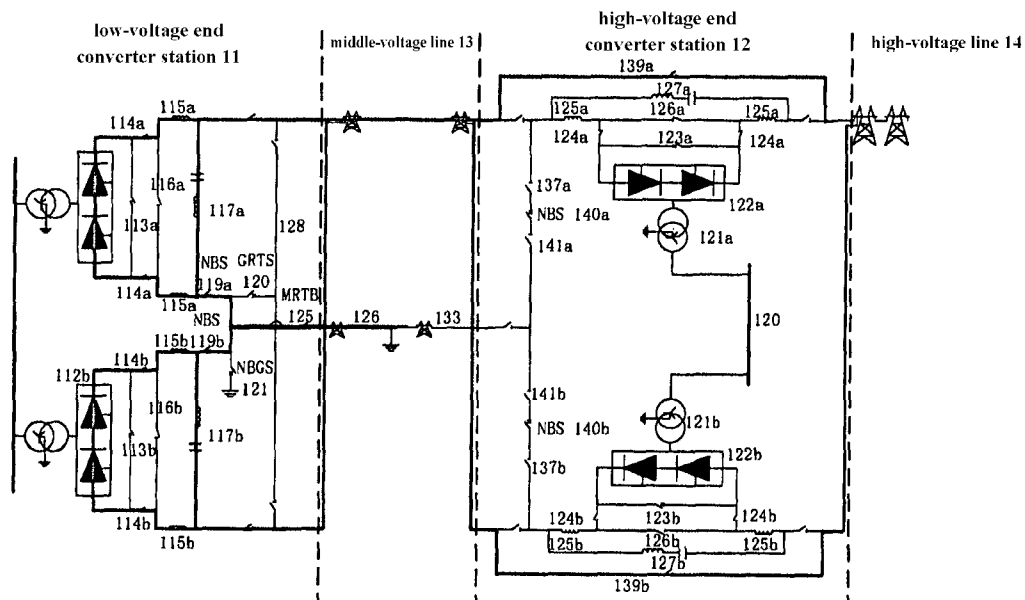 low-voltage end
converter station 11
middle-voltage line 13
high-voltage end
converter station 12
high-voltage line 14
139a
127a
115a
125a
126a
125a
114a
124a
123a
124a
116a
117a
113a
128
137a
NBS 140a
141a
122a
121a
NBS GRTS
119a 120
114a
115a
MRTB
NBS
125
126
133
120
115b 119b
114b
NBGS
121
112b
116b
117b
113b
141b
NBS 140b
137b
121b
122b
114b
115b
124b
123b
124b
125b
126b
125b
127b
139b